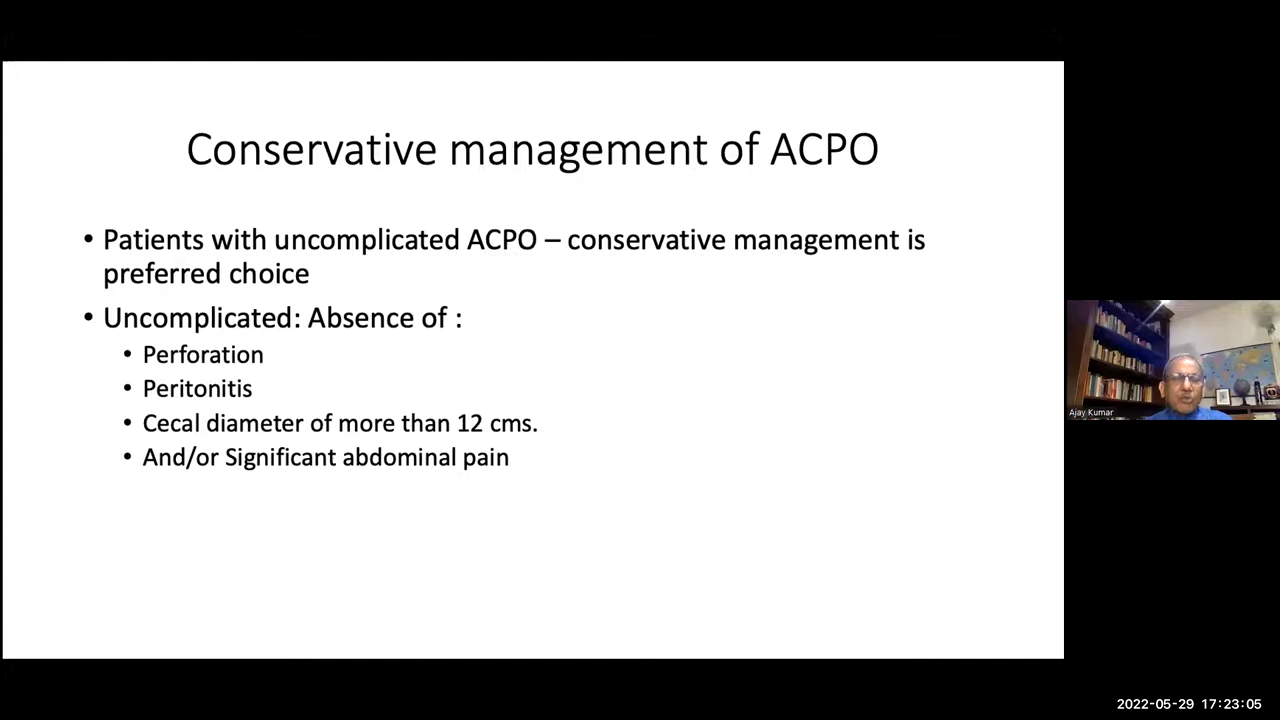 Conservative management of ACPO
• Patients with uncomplicated ACPO – conservative management is
preferred choice
• Uncomplicated: Absence of :
• Perforation
• Peritonitis
• Cecal diameter of more than 12 cms.
• And/or Significant abdominal pain
Ajay Kumar
2022-05-29 17:23:05